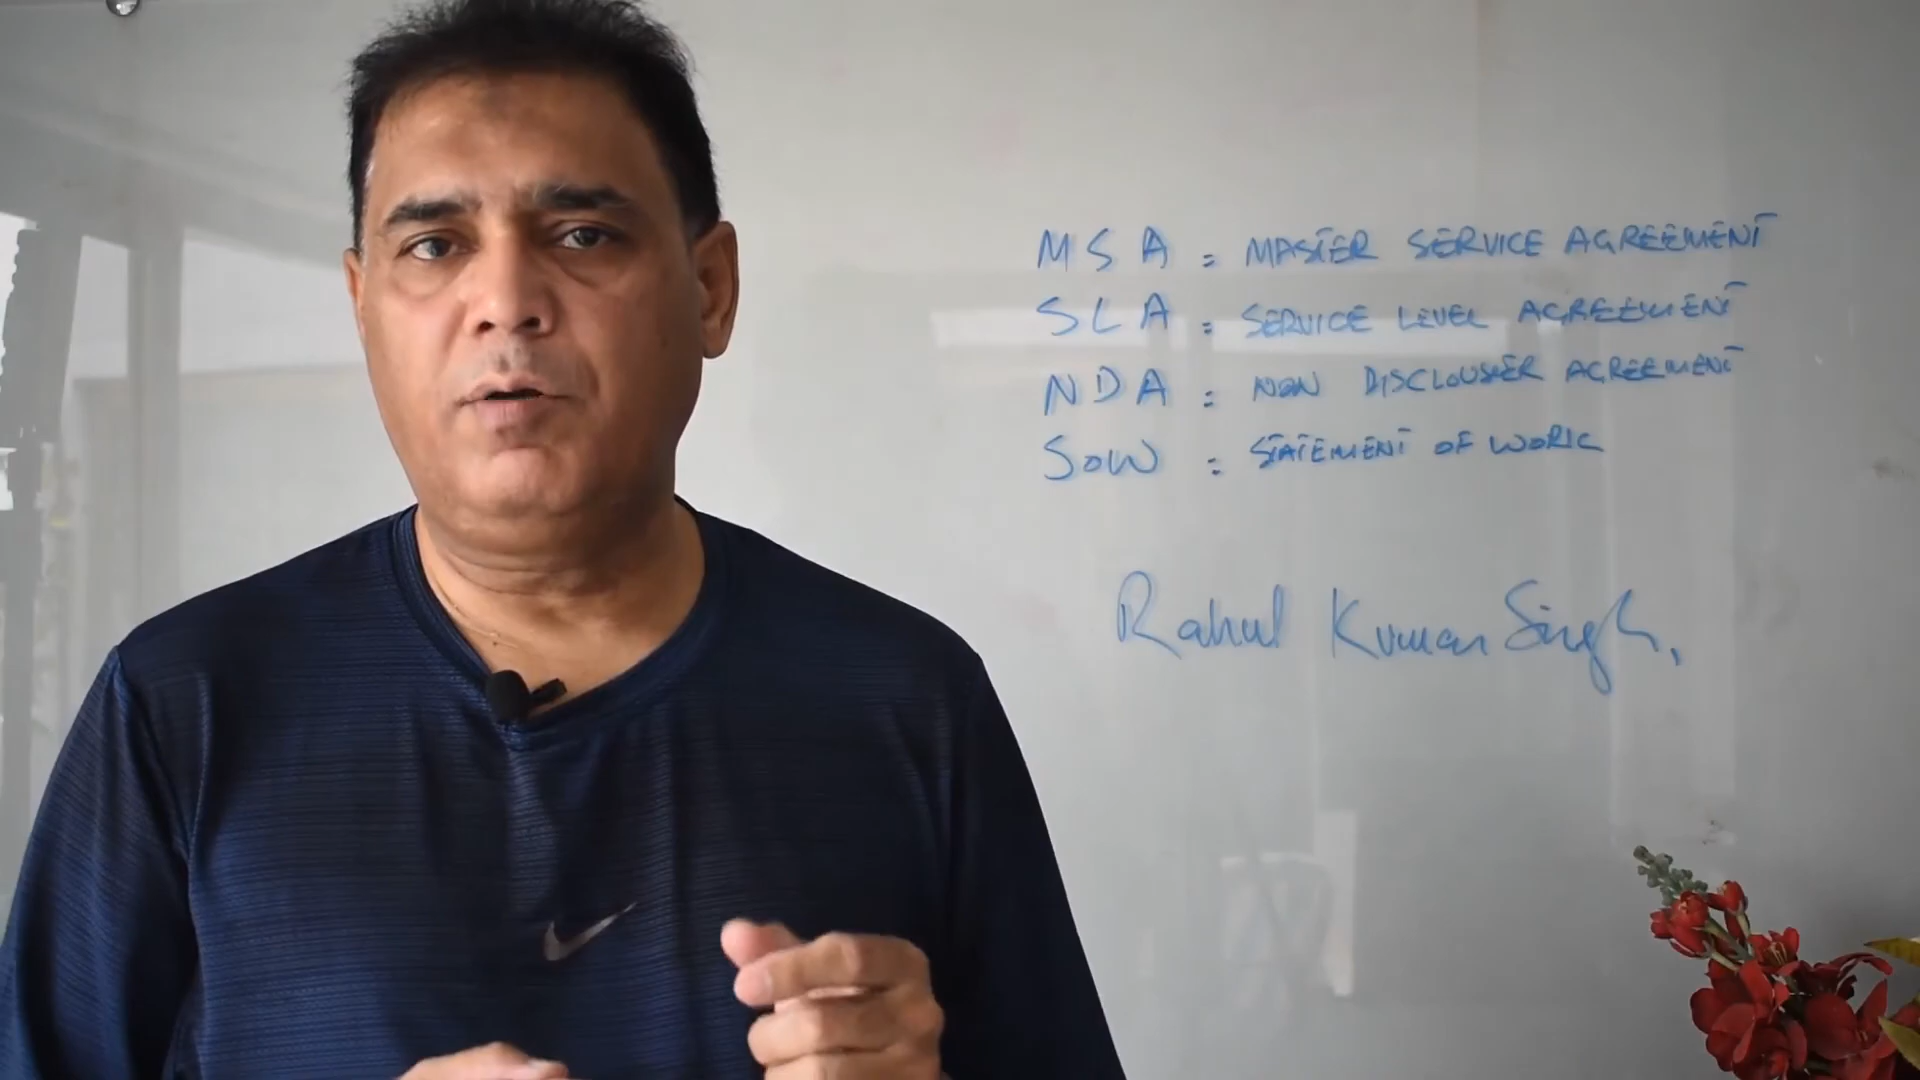 MSA = MASTER SERVICE AGREEMENT
SLA = SERVICE LEVEL AGREEMENT
NDA = NON DISCLOUSER AGREEMENT
SOW = STATEMENT OF WORK
Rahul Kumar Singh.